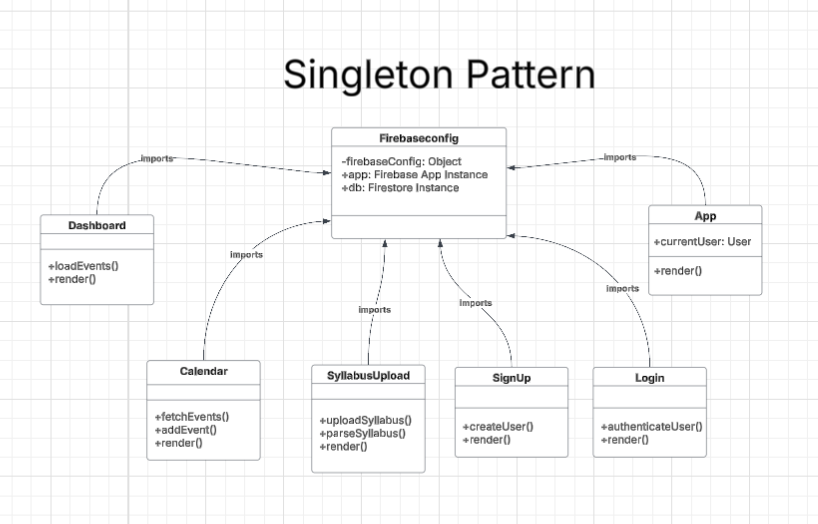 Singleton Pattern
Firebaseconfig
-firebaseConfig: Object
+app: Firebase App Instance
+db: Firestore Instance
imports
imports
Dashboard
+loadEvents()
+render()
App
+currentUser: User
+render()
imports
imports
imports
imports
Calendar
+fetchEvents()
+addEvent()
+render()
SyllabusUpload
+uploadSyllabus()
+parseSyllabus()
+render()
SignUp
+createUser()
+render()
Login
+authenticateUser()
+render()